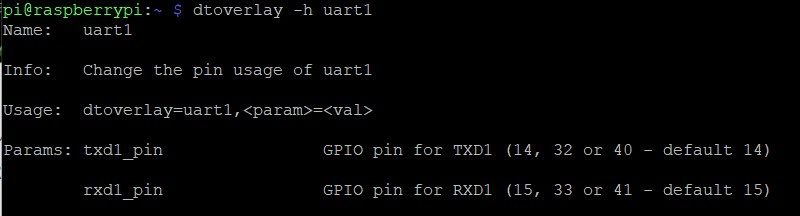 pi@raspberrypi:~ $ dtoverlay -h uart1
Name:   uart1
Info:   Change the pin usage of uart1
Usage:  dtoverlay=uart1,<param>=<val>
Params: txd1_pin                GPIO pin for TXD1 (14, 32 or 40 - default 14)
        rxd1_pin                GPIO pin for RXD1 (15, 33 or 41 - default 15)